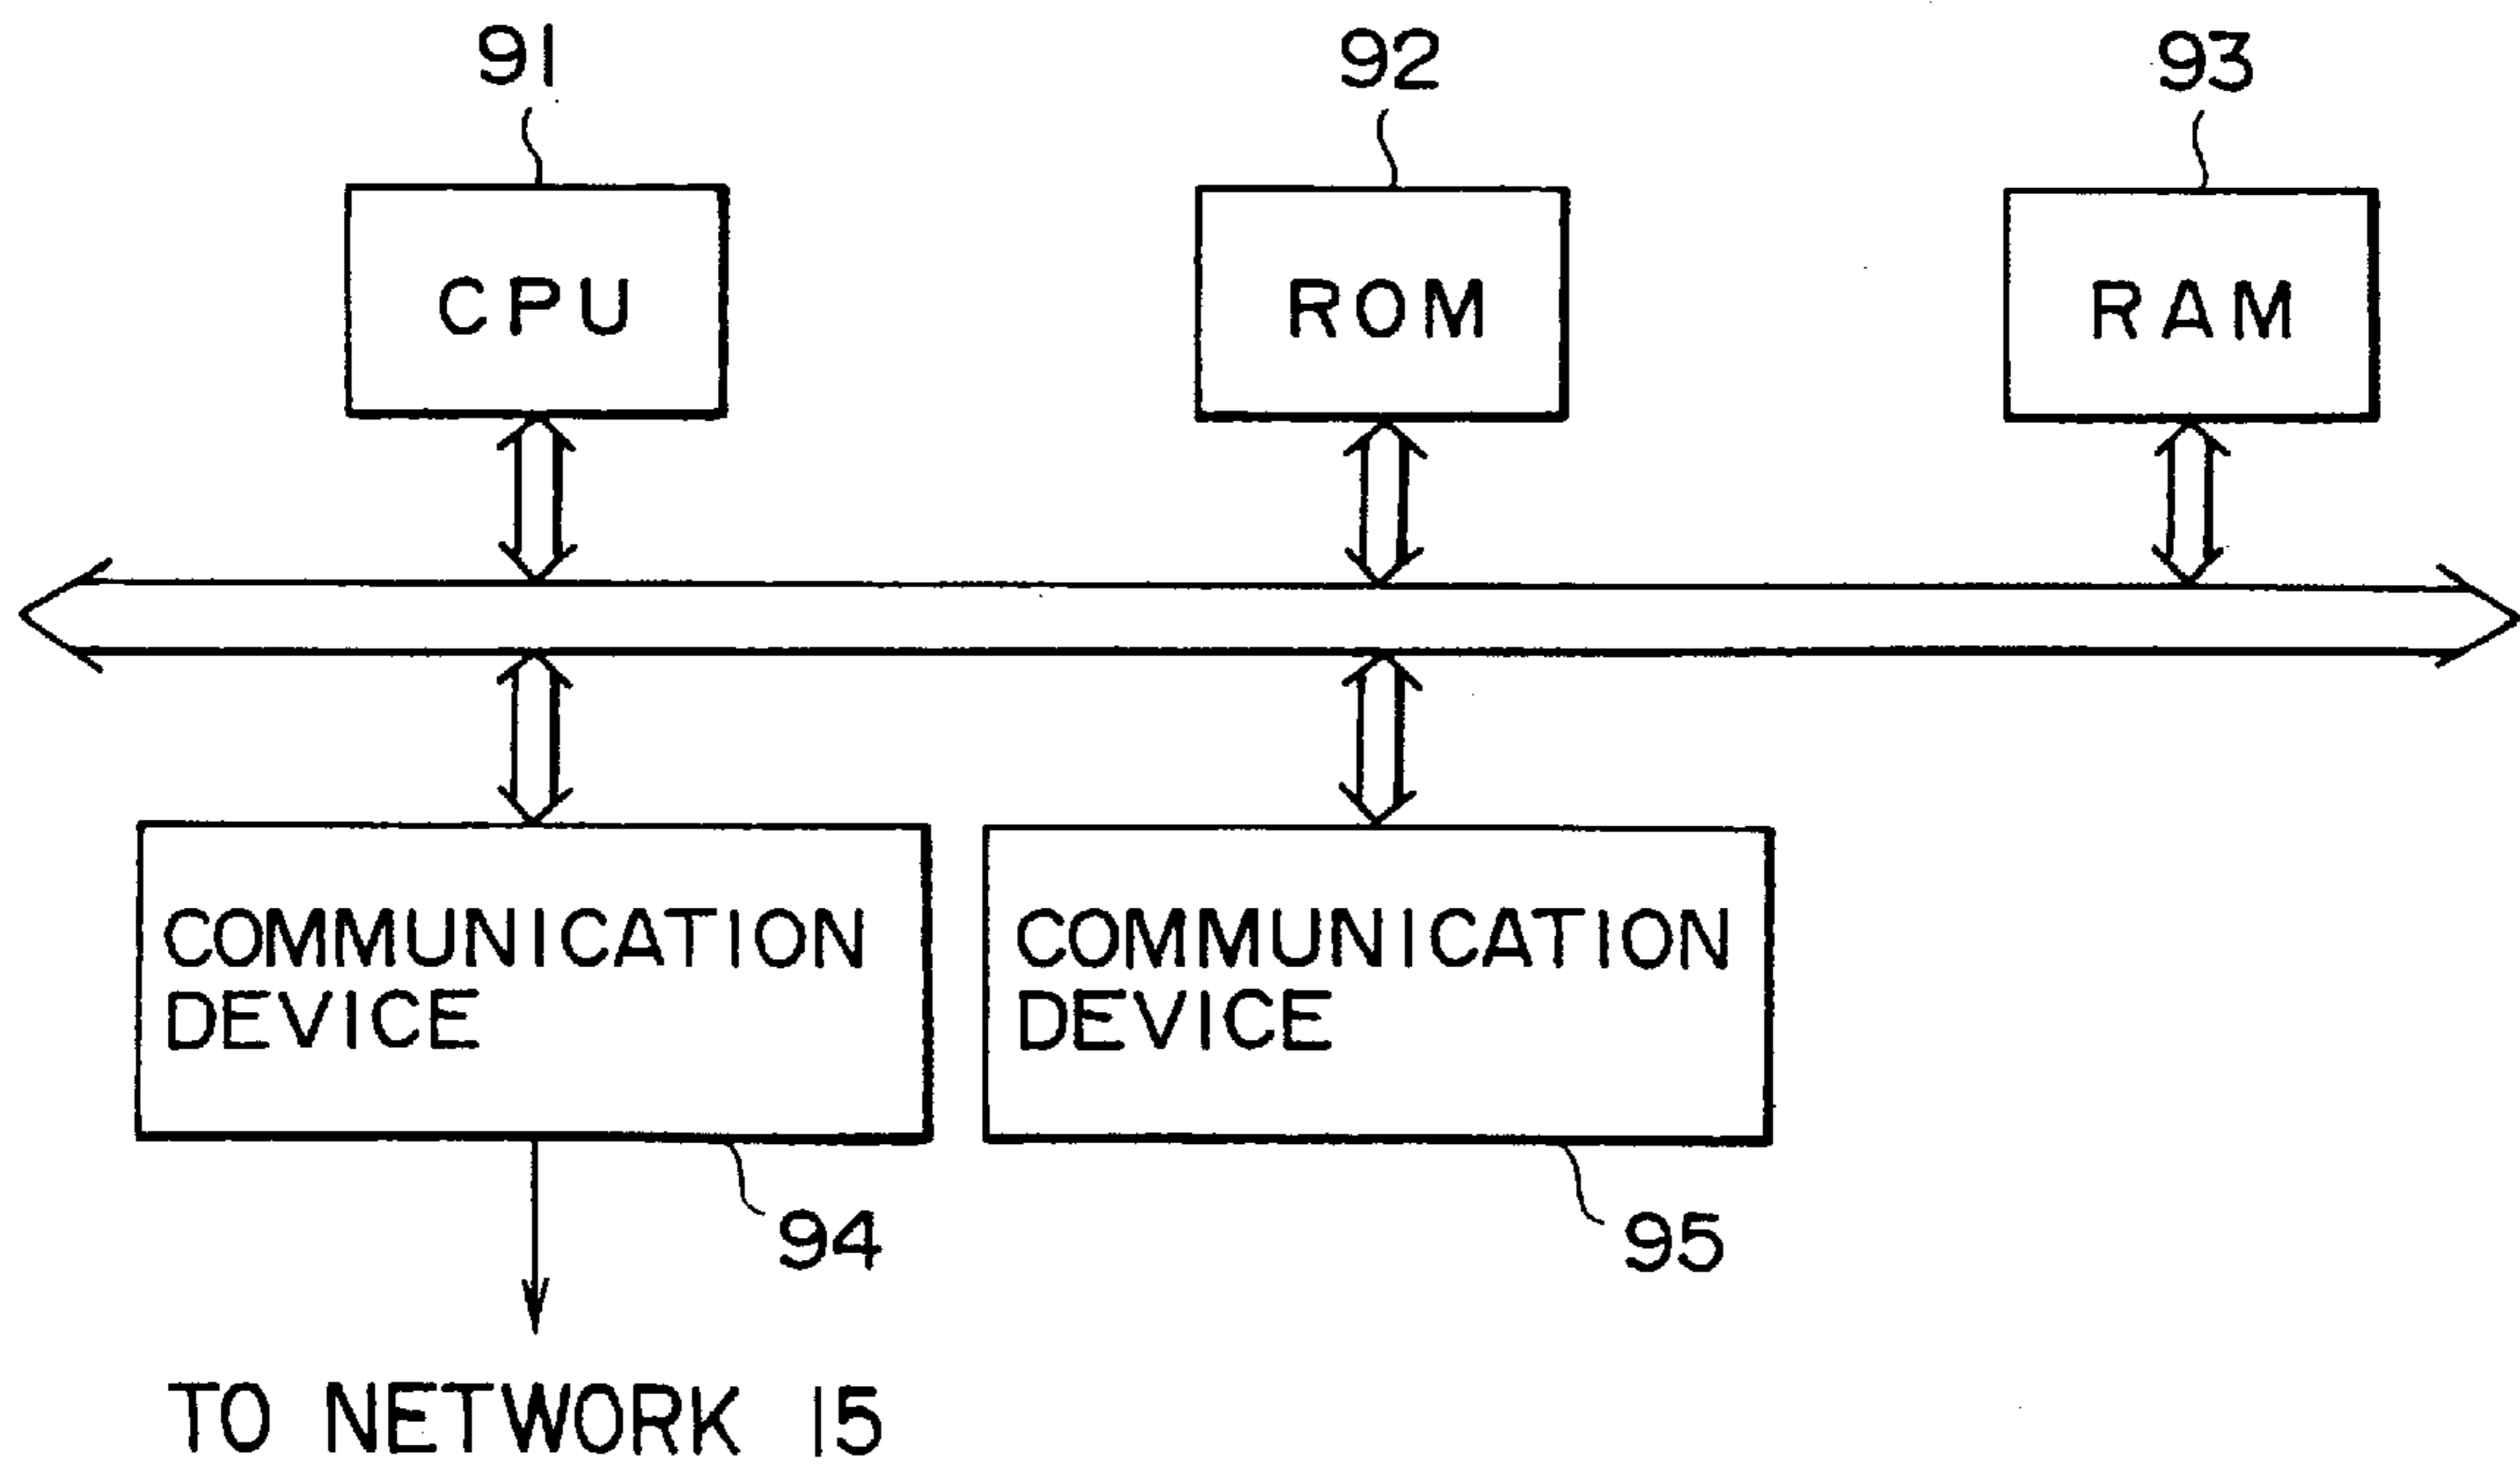 91
92
93
CPU
ROM
RAM
COMMUNICATION
DEVICE
COMMUNICATION
DEVICE
94
95
TO NETWORK 15